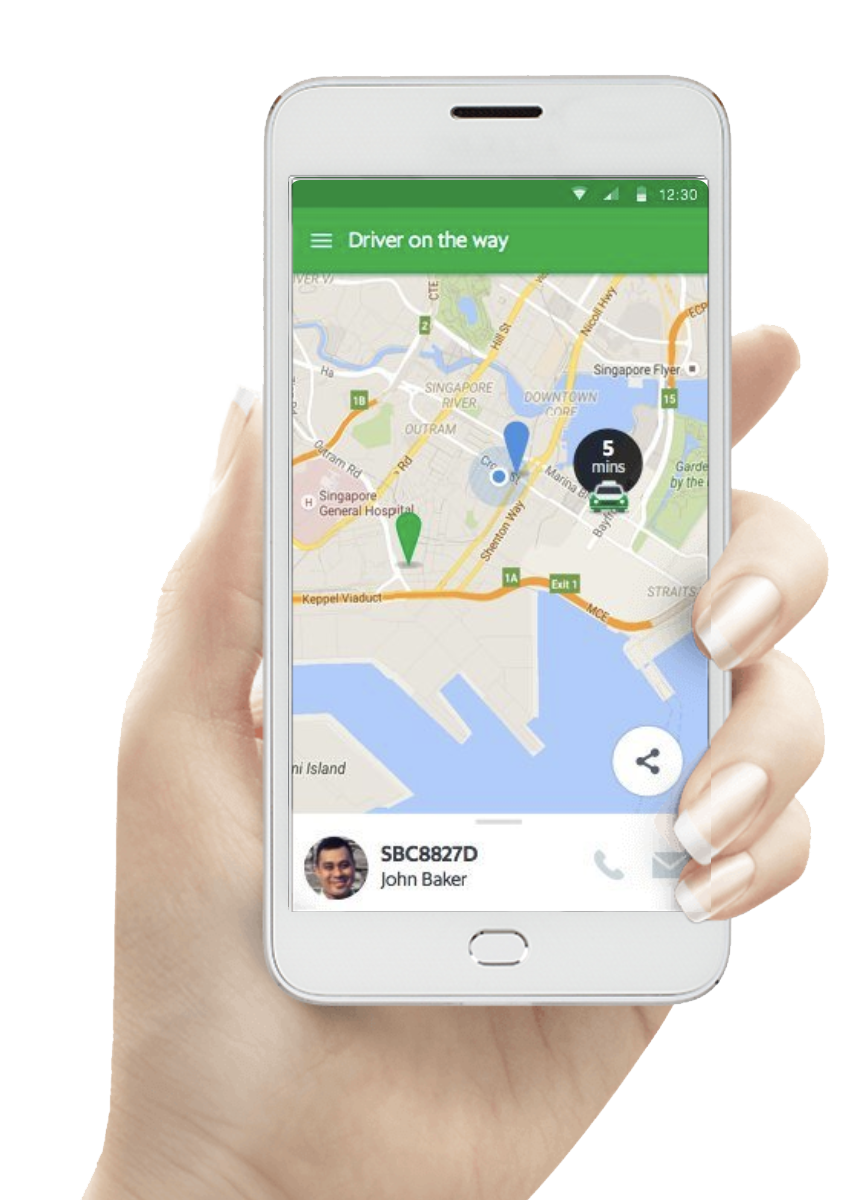 12:30
Driver on the way
CTE
2
Hill St
Nicoll Hwy
ECP
Ha
Singapore Flyer
1B
SINGAPORE
RIVER
DOWNTOWN
CORE
15
OUTRAM
Outram Rd
Rd
5
mins
Marina B
Garde
by the
H
Singapore
General Hospital
Shenton Way
Bayfr
1A
Exit 1
STRAITS
Keppel Viaduct
MCE
ni Island
SBC8827D
John Baker